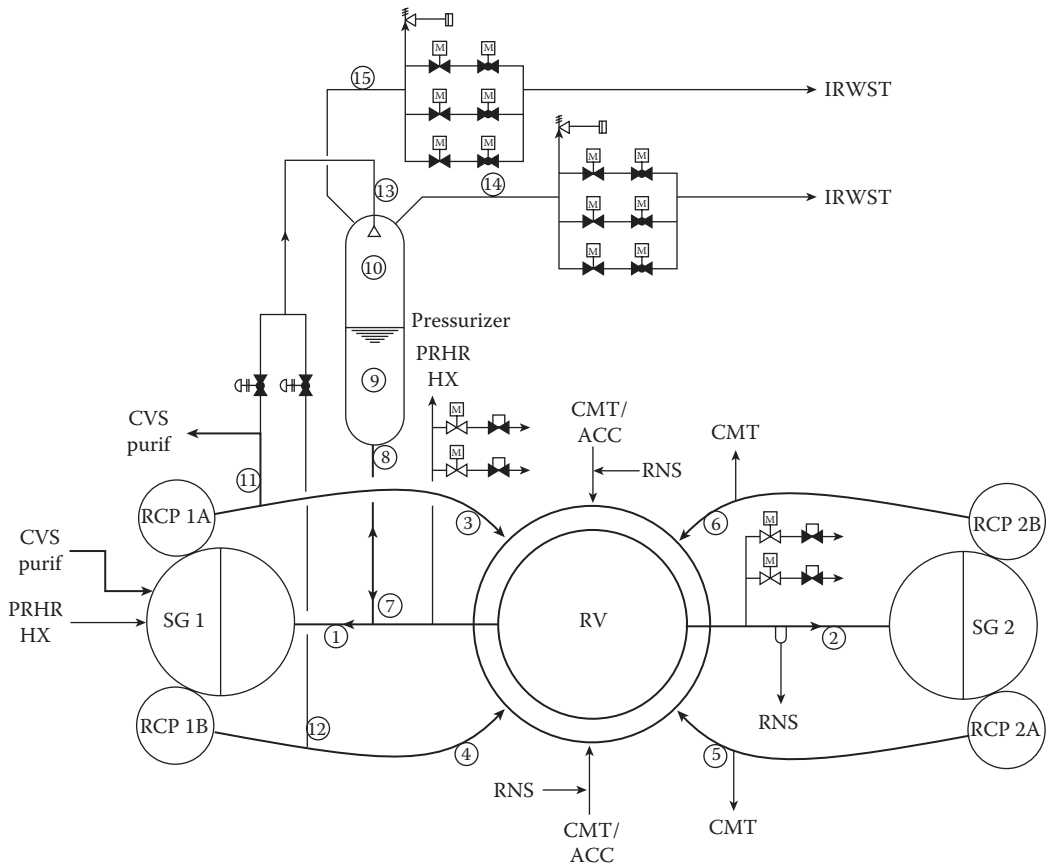 M
M
15
IRWST
M
M
M
M
M
M
13
14
IRWST
M
M
10
M
M
Pressurizer
PRHR
HX
9
CMT/
ACC
CMT
CVS
purif
M
8
RNS
M
11
RCP 1A
3
6
RCP 2B
M
CVS
purif
M
7
PRHR
HX
SG 1
1
RV
2
SG 2
RNS
RCP 1B
12
4
5
RCP 2A
RNS
CMT
CMT/
ACC